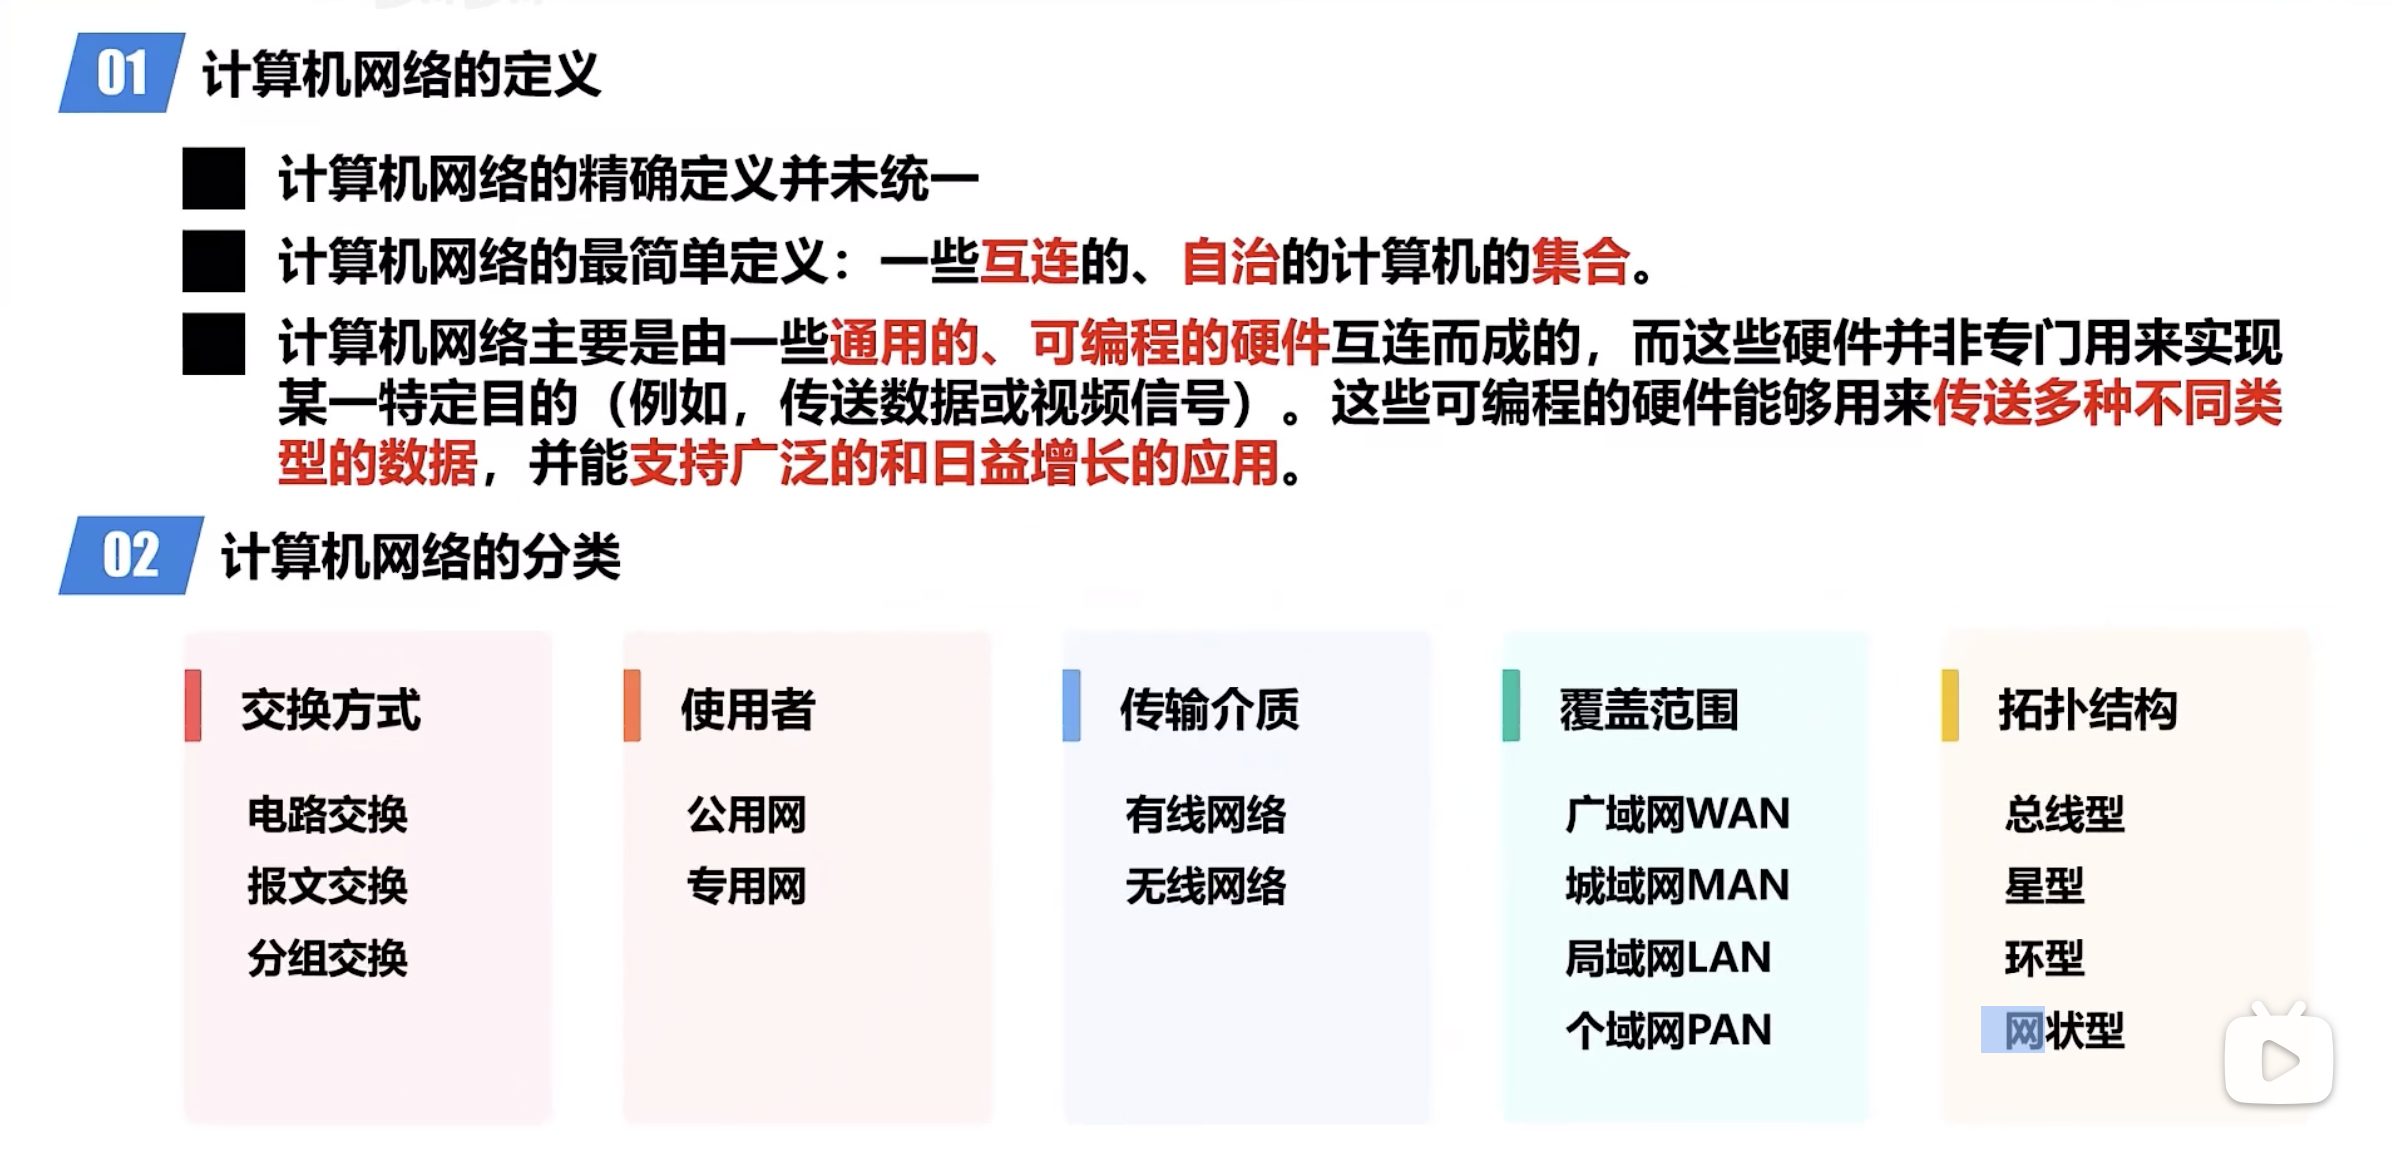 01 计算机网络的定义
计算机网络的精确定义并未统一
计算机网络的最简单定义：一些互连的、自治的计算机的集合。
计算机网络主要是由一些通用的、可编程的硬件互连而成的，而这些硬件并非专门用来实现
某一特定目的（例如，传送数据或视频信号）。这些可编程的硬件能够用来传送多种不同类
型的数据，并能支持广泛的和日益增长的应用。
02 计算机网络的分类
交换方式
电路交换
报文交换
分组交换
使用者
公用网
专用网
传输介质
有线网络
无线网络
覆盖范围
广域网WAN
城域网MAN
局域网LAN
个域网PAN
拓扑结构
总线型
星型
环型
网状型